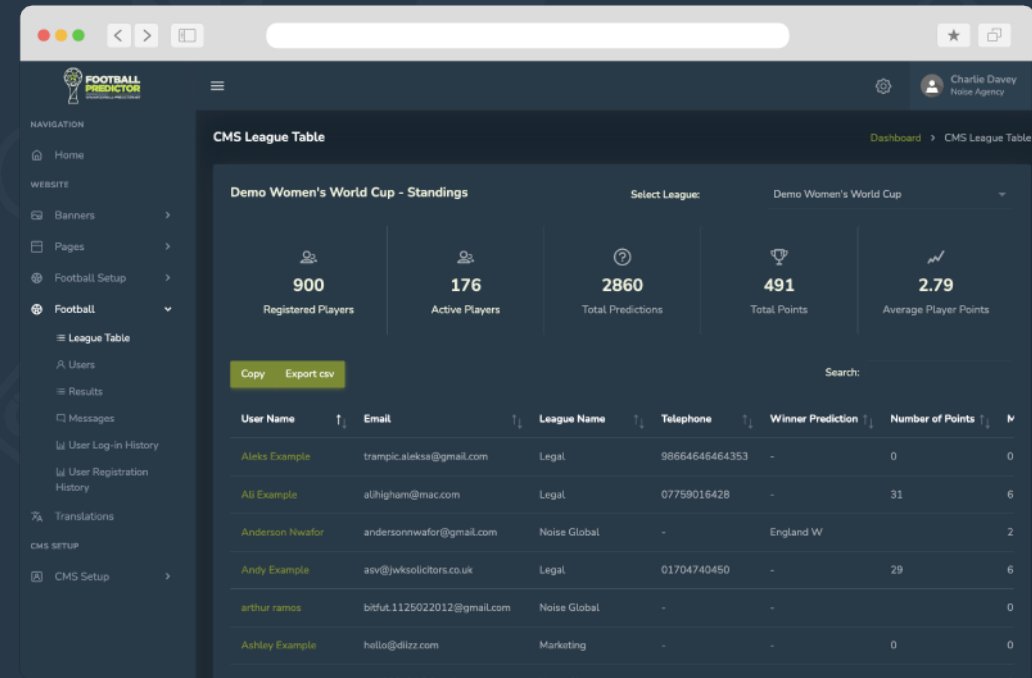 FOOTBALL
PREDICTOR
Charlie Davey
Noise Agency
NAVIGATION
Home
WEBSITE
Banners
Pages
Football Setup
Football
League Table
Users
Results
Messages
User Log-in History
User Registration
History
Translations
CMS SETUP
CMS Setup
CMS League Table
Dashboard > CMS League Table
Demo Women's World Cup - Standings
Select League: Demo Women's World Cup
900 176 2860 491 2.79
Registered Players Active Players Total Predictions Total Points Average Player Points
Copy Export csv
Search:
User Name Email League Name Telephone Winner Prediction Number of Points M
Aleks Example trampic.aleksa@gmail.com Legal 98664646464353 - 0 0
Ali Example alihigham@mac.com Legal 07759016428 - 31 6
Anderson Nwafor andersonnwafor@gmail.com Noise Global - England W 2
Andy Example asv@jwksolicitors.co.uk Legal 01704740450 - 29 6
arthur ramos bitfut.1125022012@gmail.com Noise Global - - 0
Ashley Example hello@diizz.com Marketing - - 0 0